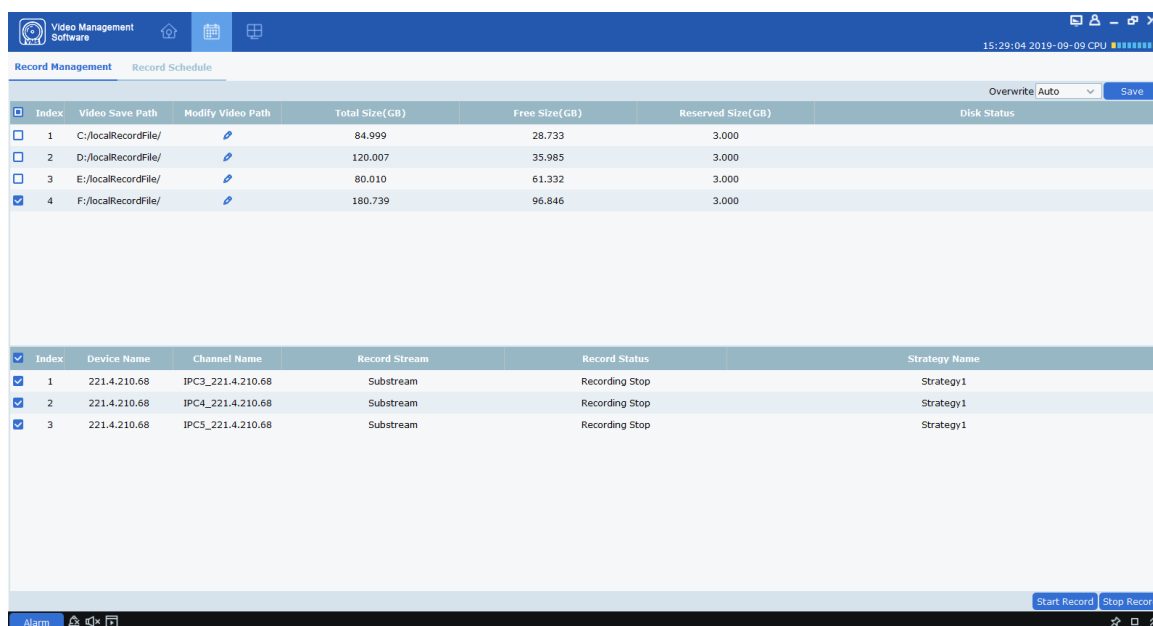 Video Management
Software
15:29:04 2019-09-09 CPU
Record Management Record Schedule
Overwrite Auto Save
Index Video Save Path Modify Video Path Total Size(GB) Free Size(GB) Reserved Size(GB) Disk Status
1 C:/localRecordFile/ 84.999 28.733 3.000
2 D:/localRecordFile/ 120.007 35.985 3.000
3 E:/localRecordFile/ 80.010 61.332 3.000
4 F:/localRecordFile/ 180.739 96.846 3.000
Index Device Name Channel Name Record Stream Record Status Strategy Name
1 221.4.210.68 IPC3_221.4.210.68 Substream Recording Stop Strategy1
2 221.4.210.68 IPC4_221.4.210.68 Substream Recording Stop Strategy1
3 221.4.210.68 IPC5_221.4.210.68 Substream Recording Stop Strategy1
Start Record Stop Recor
Alarm